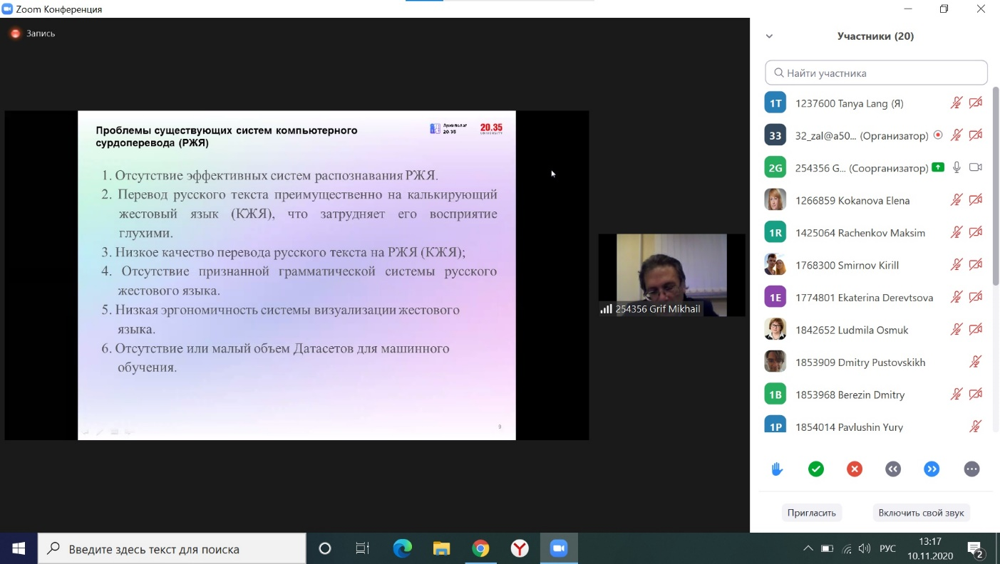 Zoom Конференция
Запись
Проблемы существующих систем компьютерного
сурдоперевода (РЖЯ)
Архипелаг
20.35
20.35
UNIVERSITY
1. Отсутствие эффективных систем распознавания РЖЯ.
2. Перевод русского текста преимущественно на калькирующий
жестовый язык (КЖЯ), что затрудняет его восприятие
глухими.
3. Низкое качество перевода русского текста на РЖЯ (КЖЯ);
4. Отсутствие признанной грамматической системы русского
жестового языка.
5. Низкая эргономичность системы визуализации жестового
языка.
6. Отсутствие или малый объем Датасетов для машинного
обучения.
9
254356 Grif Mikhail
Участники (20)
Найти участника
1T 1237600 Tanya Lang (Я)
33 32_zal@a50... (Организатор)
2G 254356 G... (Соорганизатор)
1266859 Kokanova Elena
1R 1425064 Rachenkov Maksim
1768300 Smirnov Kirill
1E 1774801 Ekaterina Derevtsova
1842652 Ludmila Osmuk
1853909 Dmitry Pustovskikh
1B 1853968 Berezin Dmitry
1P 1854014 Pavlushin Yury
Пригласить
Включить свой звук
Введите здесь текст для поиска
РУС
13:17
10.11.2020
2